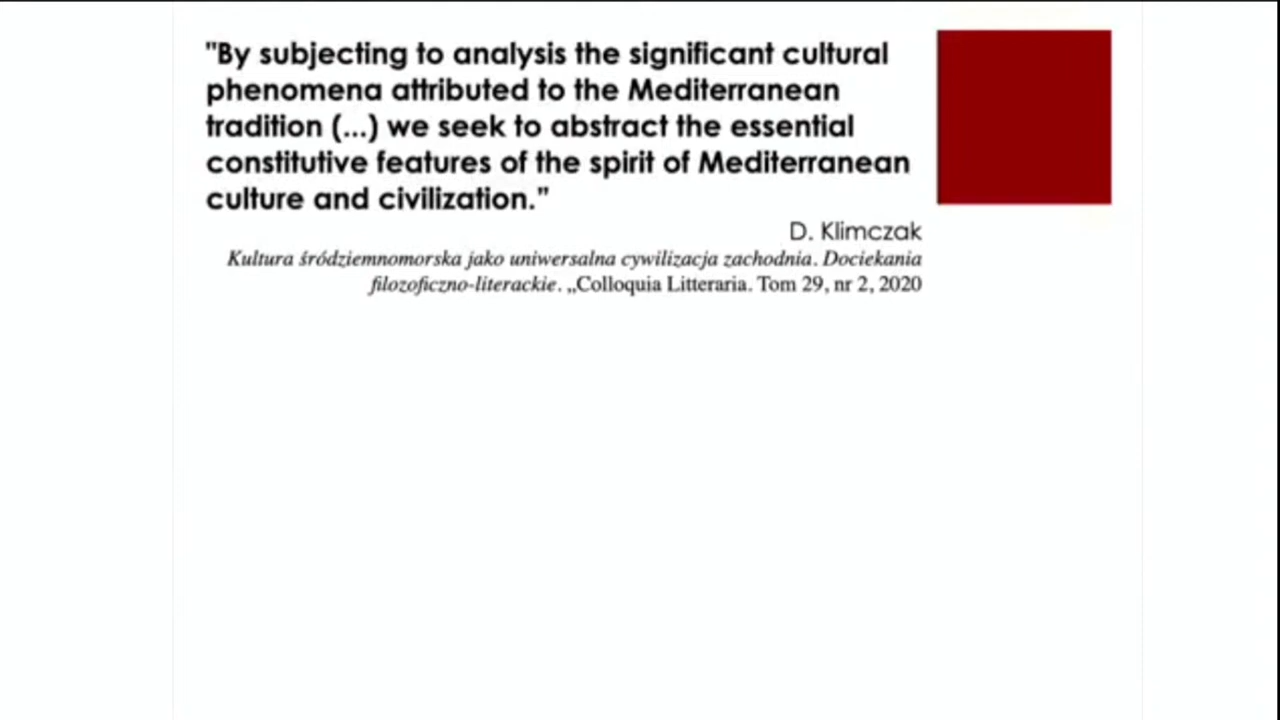 "By subjecting to analysis the significant cultural
phenomena attributed to the Mediterranean
tradition (...) we seek to abstract the essential
constitutive features of the spirit of Mediterranean
culture and civilization.”
D. Klimczak
Kultura śródziemnomorska jako uniwersalna cywilizacja zachodnia. Dociekania
filozoficzno-literackie. „Colloquia Litteraria. Tom 29, nr 2, 2020